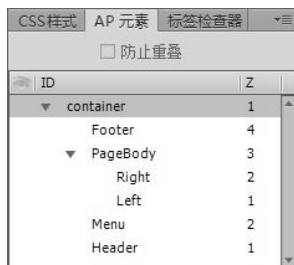 CSS样式 AP 元素 标签检查器
防止重叠
ID Z
container 1
Footer 4
PageBody 3
Right 2
Left 1
Menu 2
Header 1